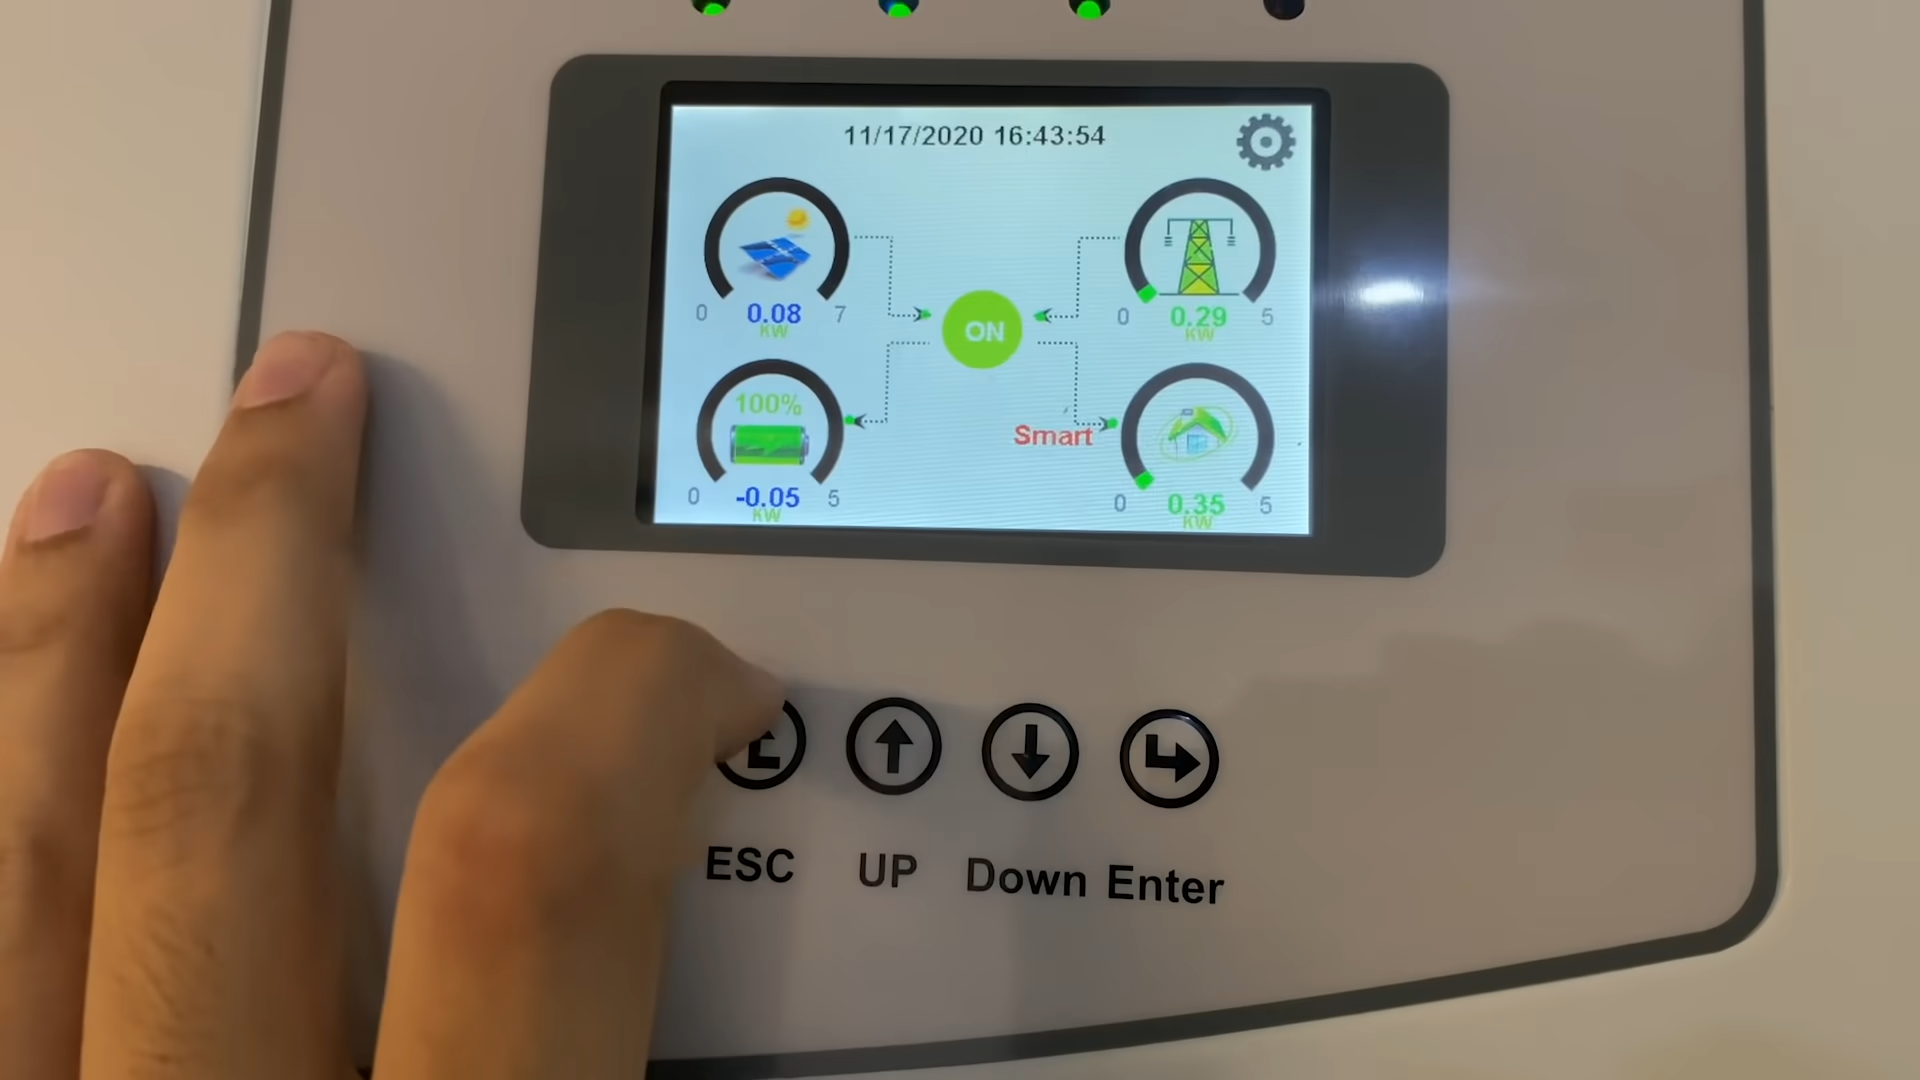 11/17/2020 16:43:54
0 0.08 7
KW
0 0.29 5
KW
ON
100%
Smart
0 -0.05 5
KW
0 0.35 5
KW
ESC UP Down Enter